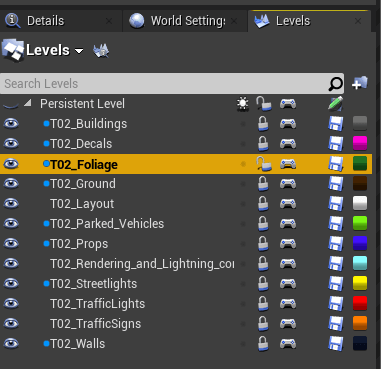 Details
World Settings
Levels
Levels
Search Levels
Persistent Level
T02_Buildings
T02_Decals
T02_Foliage
T02_Ground
T02_Layout
T02_Parked_Vehicles
T02_Props
T02_Rendering_and_Lightning_cor
T02_Streetlights
T02_TrafficLights
T02_TrafficSigns
T02_Walls